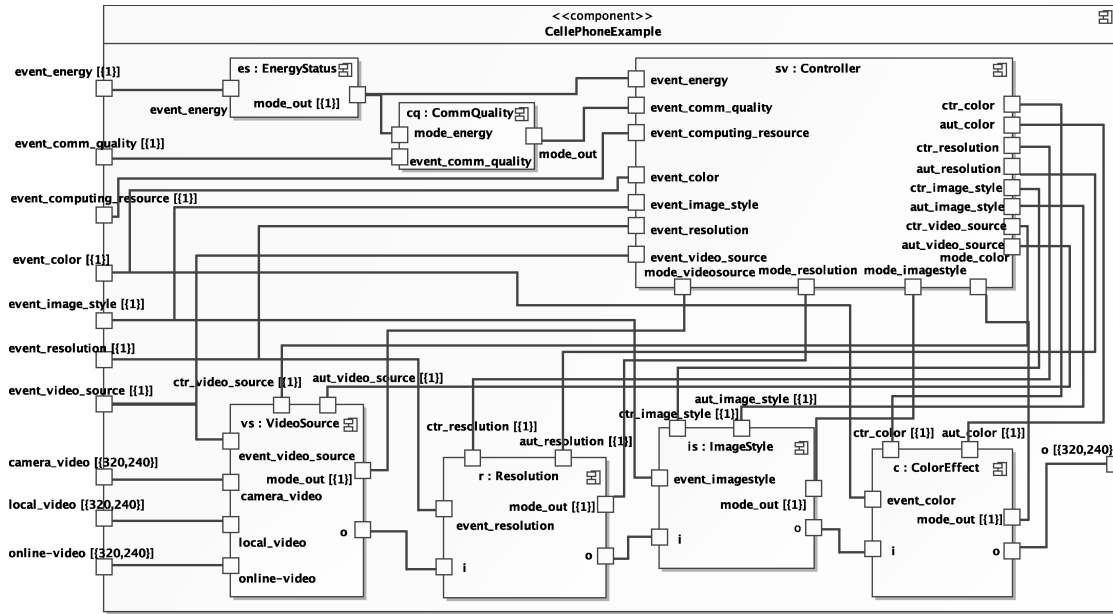 <<component>>
CellePhoneExample
event_energy [{1}]
es : EnergyStatus
event_energy
mode_out [{1}]
cq : CommQuality
mode_energy
event_comm_quality
mode_out
sv : Controller
event_energy
event_comm_quality
event_computing_resource
event_color
event_image_style
event_resolution
event_video_source
ctr_color
aut_color
ctr_resolution
aut_resolution
ctr_image_style
aut_image_style
ctr_video_source
aut_video_source
mode_color
mode_videosource
mode_resolution
mode_imagestyle
event_comm_quality [{1}]
event_computing_resource [{1}]
event_color [{1}]
event_image_style [{1}]
event_resolution [{1}]
event_video_source [{1}]
camera_video [{320,240}]
local_video [{320,240}]
online-video [{320,240}]
ctr_video_source [{1}]
aut_video_source [{1}]
vs : VideoSource
event_video_source
mode_out [{1}]
camera_video
o
local_video
online-video
ctr_resolution [{1}]
aut_resolution [{1}]
r : Resolution
mode_out [{1}]
event_resolution
o
i
ctr_image_style [{1}]
aut_image_style [{1}]
is : ImageStyle
event_imagestyle
mode_out [{1}]
o
i
ctr_color [{1}]
aut_color [{1}]
c : ColorEffect
event_color
mode_out [{1}]
i
o
o [{320,240}]